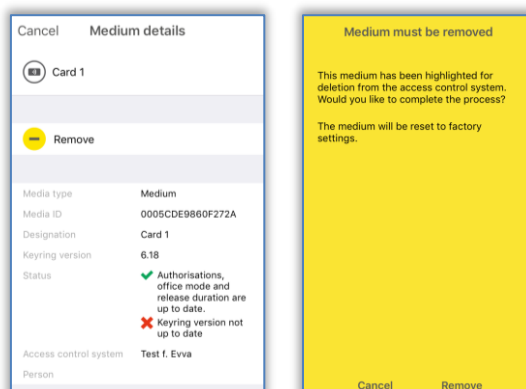 Cancel Medium details
Card 1
Remove
Media type Medium
Media ID 0005CDE9860F272A
Designation Card 1
Keyring version 6.18
Status Authorisations,
office mode and
release duration are
up to date.
Keyring version not
up to date
Access control system Test f. Evva
Person
Medium must be removed
This medium has been highlighted for
deletion from the access control system.
Would you like to complete the process?
The medium will be reset to factory
settings.
Cancel Remove